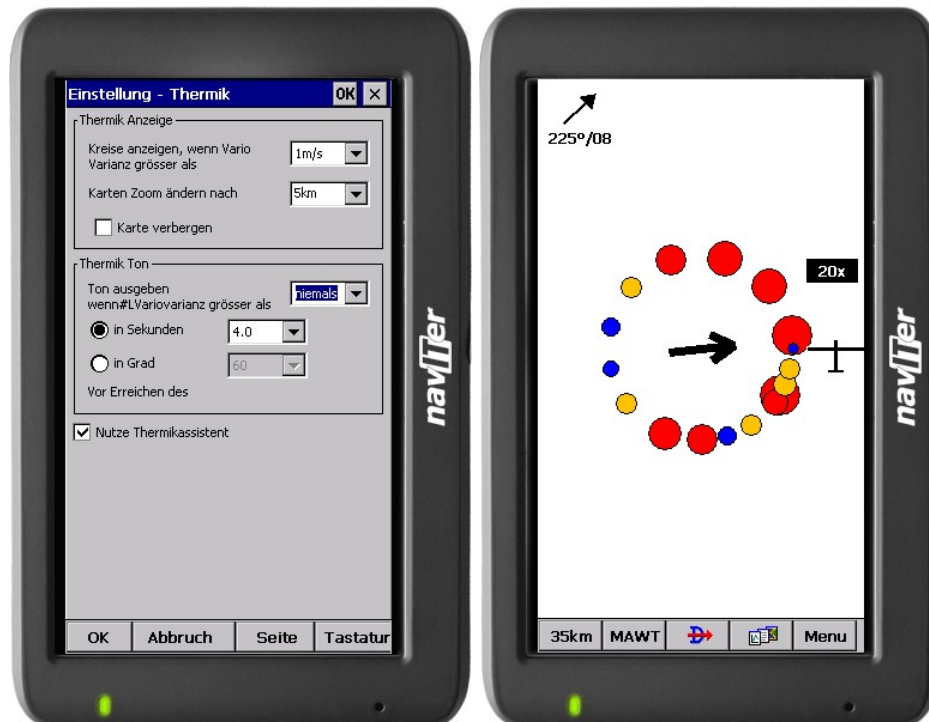 Einstellung - Thermik
OK
Thermik Anzeige
Kreise anzeigen, wenn Vario
Varianz grösser als
1m/s
Karten Zoom ändern nach
5km
Karte verbergen
Thermik Ton
Ton ausgeben
wenn#LVariovarianz grösser als
niemals
in Sekunden
4.0
in Grad
60
Vor Erreichen des
Nutze Thermikassistent
OK
Abbruch
Seite
Tastatur
naviter
225°/08
20x
35km
MAWT
Menu
naviter